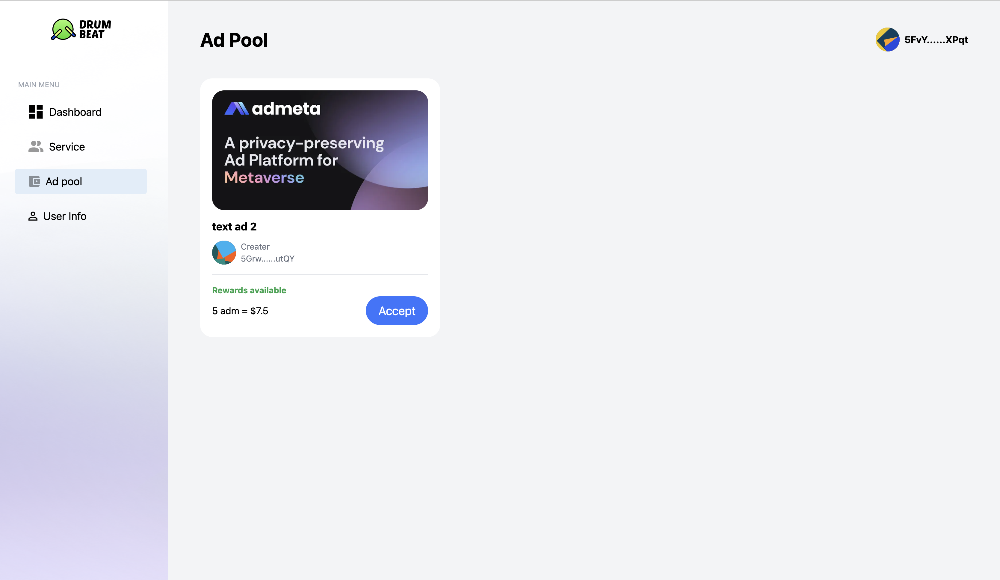 DRUM
BEAT
MAIN MENU
Dashboard
Service
Ad pool
User Info
Ad Pool
5FvY......XPqt
admeta
A privacy-preserving
Ad Platform for
Metaverse
text ad 2
Creater
5Grw......utQY
Rewards available
5 adm = $7.5
Accept